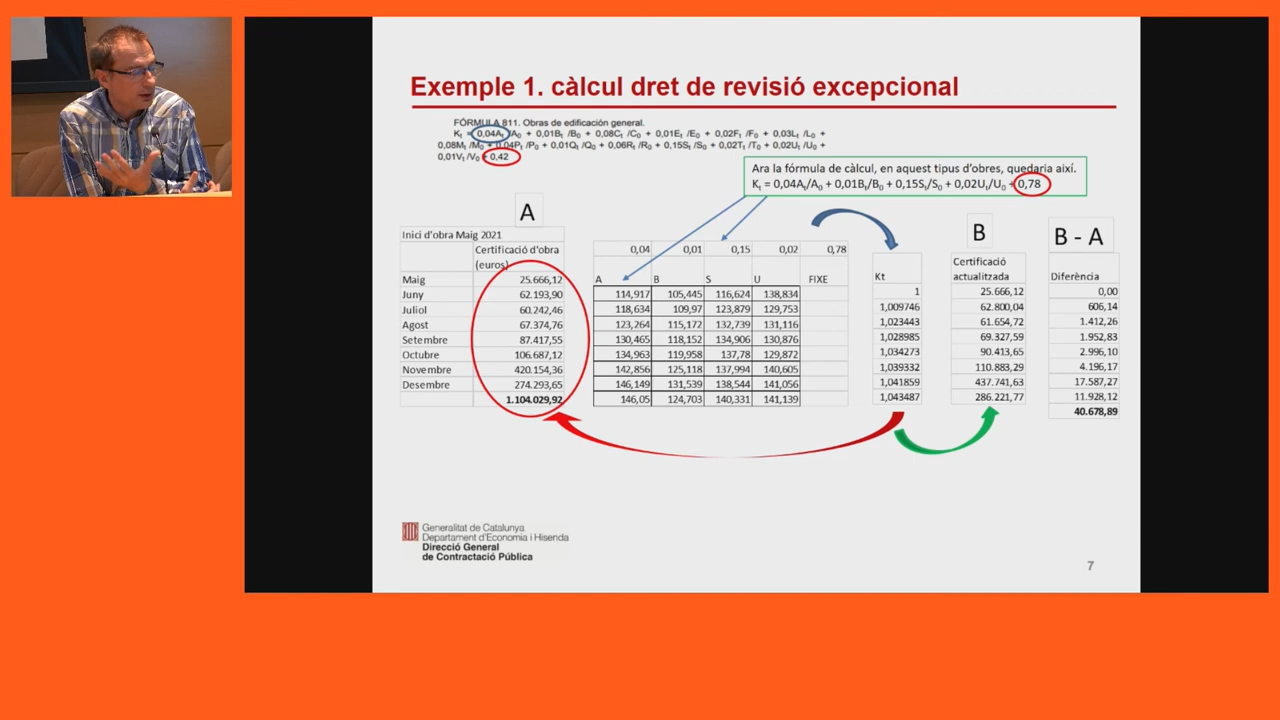 Exemple 1. càlcul dret de revisió excepcional
FÓRMULA 811. Obras de edificación general.
Kt = 0,04At /A0 + 0,01Bt /B0 + 0,08Ct /C0 + 0,01Et /E0 + 0,02Ft /F0 + 0,03Lt /L0 +
0,08Mt /M0 + 0,04Pt /P0 + 0,01Qt /Q0 + 0,06Rt /R0 + 0,15St /S0 + 0,02Tt /T0 + 0,02Ut /U0 +
0,01Vt /V0 + 0,42
Ara la fórmula de càlcul, en aquest tipus d'obres, quedaria així.
Kt = 0,04At/A0 + 0,01Bt/B0 + 0,15St/S0 + 0,02Ut/U0 + 0,78
A
B
B - A
Inici d'obra Maig 2021
Certificació d'obra
(euros)
0,04 0,01 0,15 0,02 0,78
A B S U FIXE
Kt
Certificació
actualitzada
Diferència
Maig 25.666,12 114,917 105,445 116,624 138,834 1 25.666,12 0,00
Juny 62.193,90 118,634 109,97 123,879 129,753 1,009746 62.800,04 606,14
Juliol 60.242,46 123,264 115,172 132,739 131,116 1,023443 61.654,72 1.412,26
Agost 67.374,76 130,465 118,152 134,906 130,876 1,028985 69.327,59 1.952,83
Setembre 87.417,55 134,963 119,958 137,78 129,872 1,034273 90.413,65 2.996,10
Octubre 106.687,12 142,856 125,118 137,994 140,605 1,039332 110.883,29 4.196,17
Novembre 420.154,36 146,149 131,539 138,544 141,056 1,041859 437.741,63 17.587,27
Desembre 274.293,65 146,05 124,703 140,331 141,139 1,043487 286.221,77 11.928,12
1.104.029,92 40.678,89
Generalitat de Catalunya
Departament d'Economia i Hisenda
Direcció General
de Contractació Pública
7